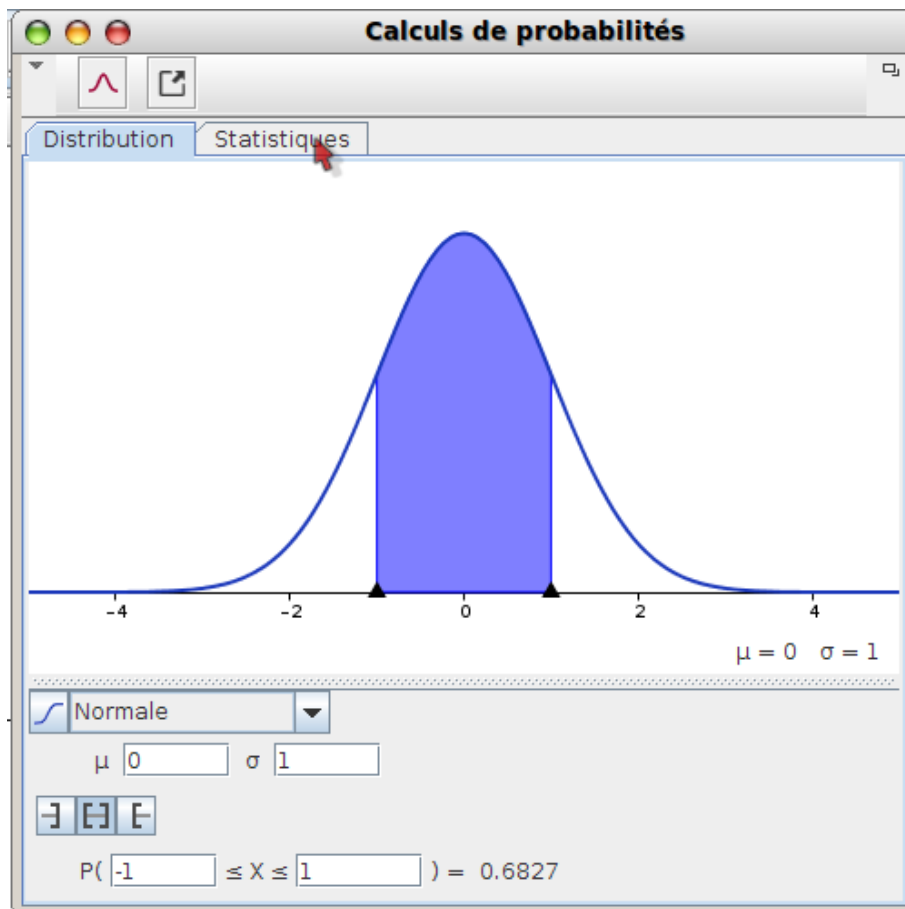 Calculs de probabilités
Distribution Statistiques
-4 -2 0 2 4
μ = 0 σ = 1
Normale
μ 0 σ 1
P( -1 ≤ X ≤ 1 ) = 0.6827